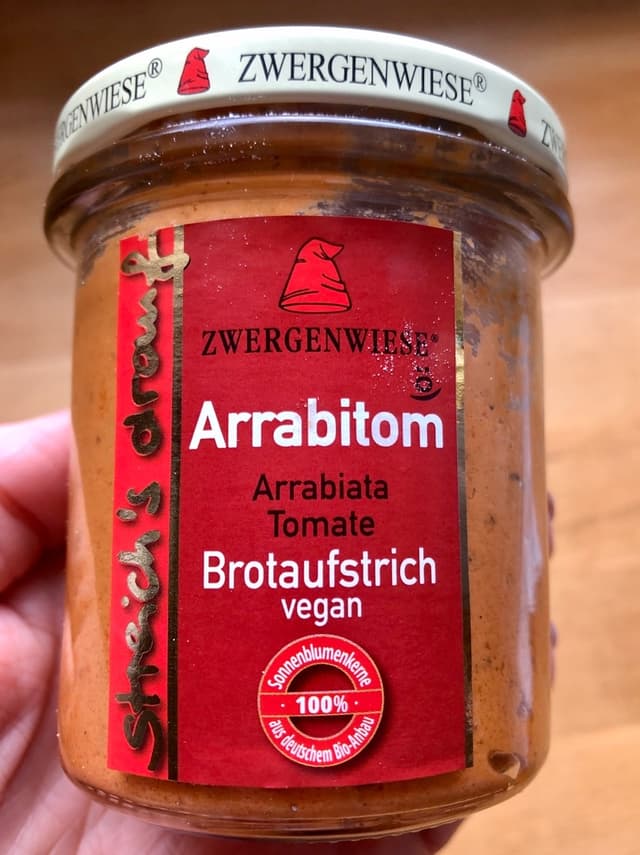 ZWERGENWIESE®
ZWERGENWIESE®
streich's drauf
ZWERGENWIESE®
Arrabitom
Arrabiata
Tomate
Brotaufstrich
vegan
Sonnenblumenkerne
100%
aus deutschem Bio-Anbau